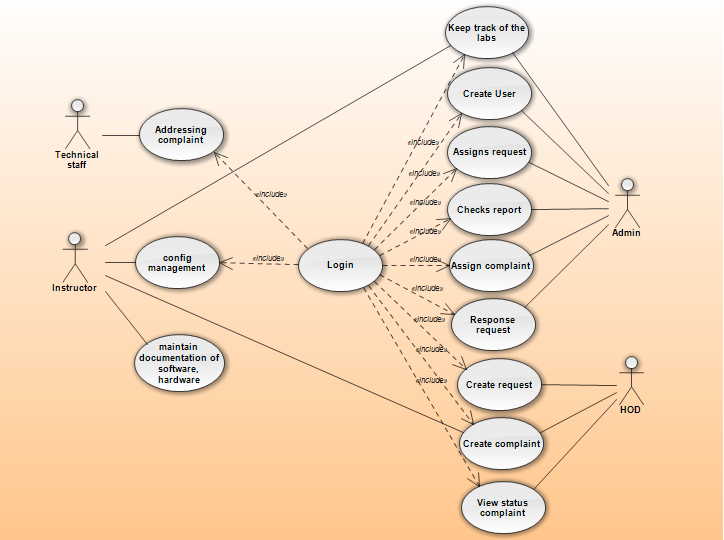 Keep track of the
labs
Create User
Addressing
complaint
Technical
staff
«include»
Assigns request
«include»
«include»
Checks report
Admin
«include»
Instructor
config
management
«include»
Login
«include»
Assign complaint
«include»
Response
request
«include»
maintain
documentation of
software,
hardware
«include»
Create request
«include»
HOD
Create complaint
View status
complaint